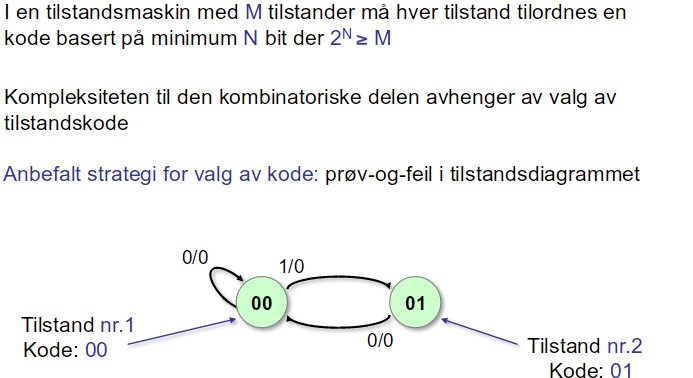 I en tilstandsmaskin med M tilstander må hver tilstand tilordnes en
kode basert på minimum N bit der 2ᴺ ≥ M
Kompleksiteten til den kombinatoriske delen avhenger av valg av
tilstandskode
Anbefalt strategi for valg av kode: prøv-og-feil i tilstandsdiagrammet
0/0
1/0
00
01
0/0
Tilstand nr.1
Kode: 00
Tilstand nr.2
Kode: 01